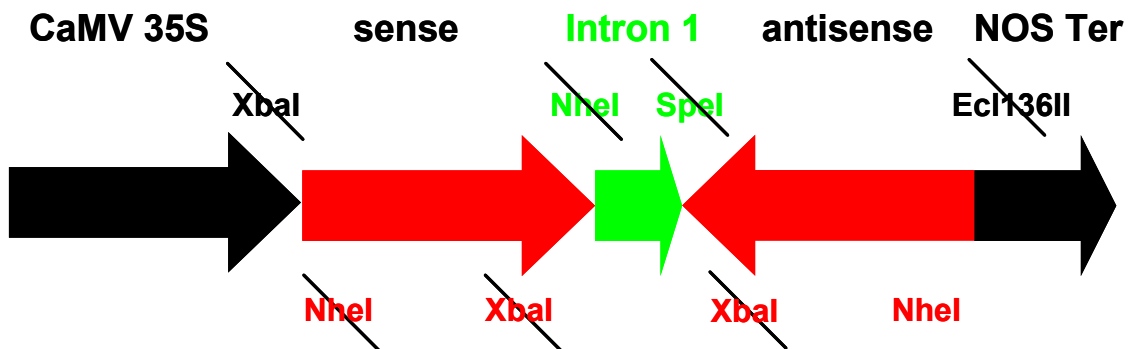 CaMV 35S sense Intron 1 antisense NOS Ter
XbaI NheI SpeI Ecl136II
NheI XbaI XbaI NheI